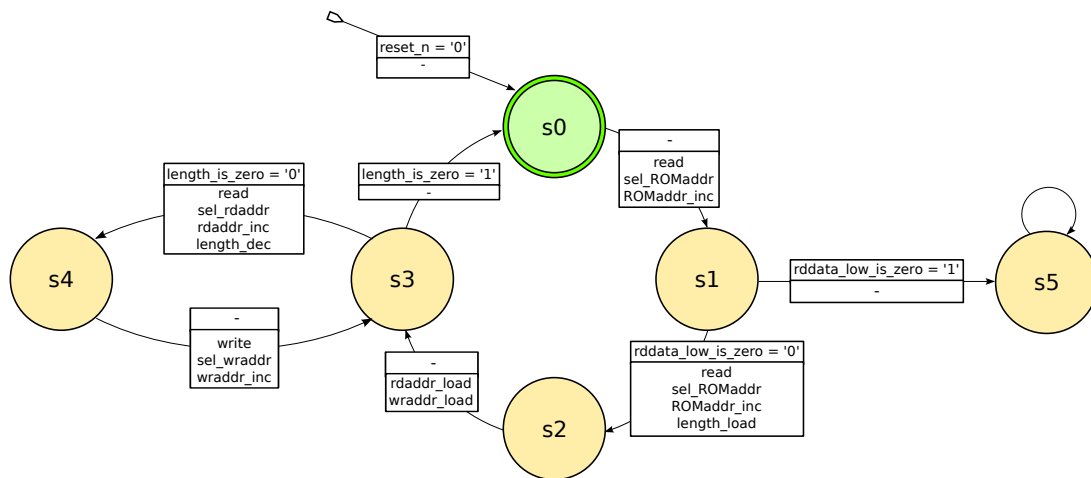 reset_n = '0'
-
s0
-
read
sel_ROMaddr
ROMaddr_inc
length_is_zero = '0'
read
sel_rdaddr
rdaddr_inc
length_dec
length_is_zero = '1'
-
s4
s3
s1
rddata_low_is_zero = '1'
-
s5
-
write
sel_wraddr
wraddr_inc
-
rdaddr_load
wraddr_load
s2
rddata_low_is_zero = '0'
read
sel_ROMaddr
ROMaddr_inc
length_load